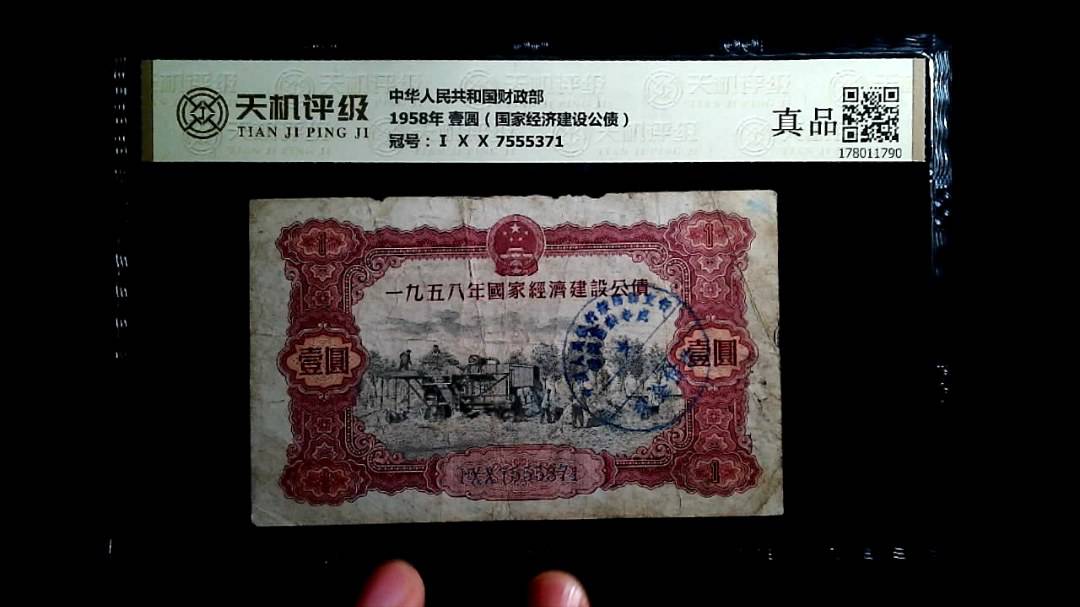 天机评级
TIAN JI PING JI
中华人民共和国财政部
1958年 壹圆（国家经济建设公债）
冠号：I X X 7555371
真品
178011790
1 1
一九五八年國家經濟建設公債
壹圓 壹圓
IXX7555371
1 1